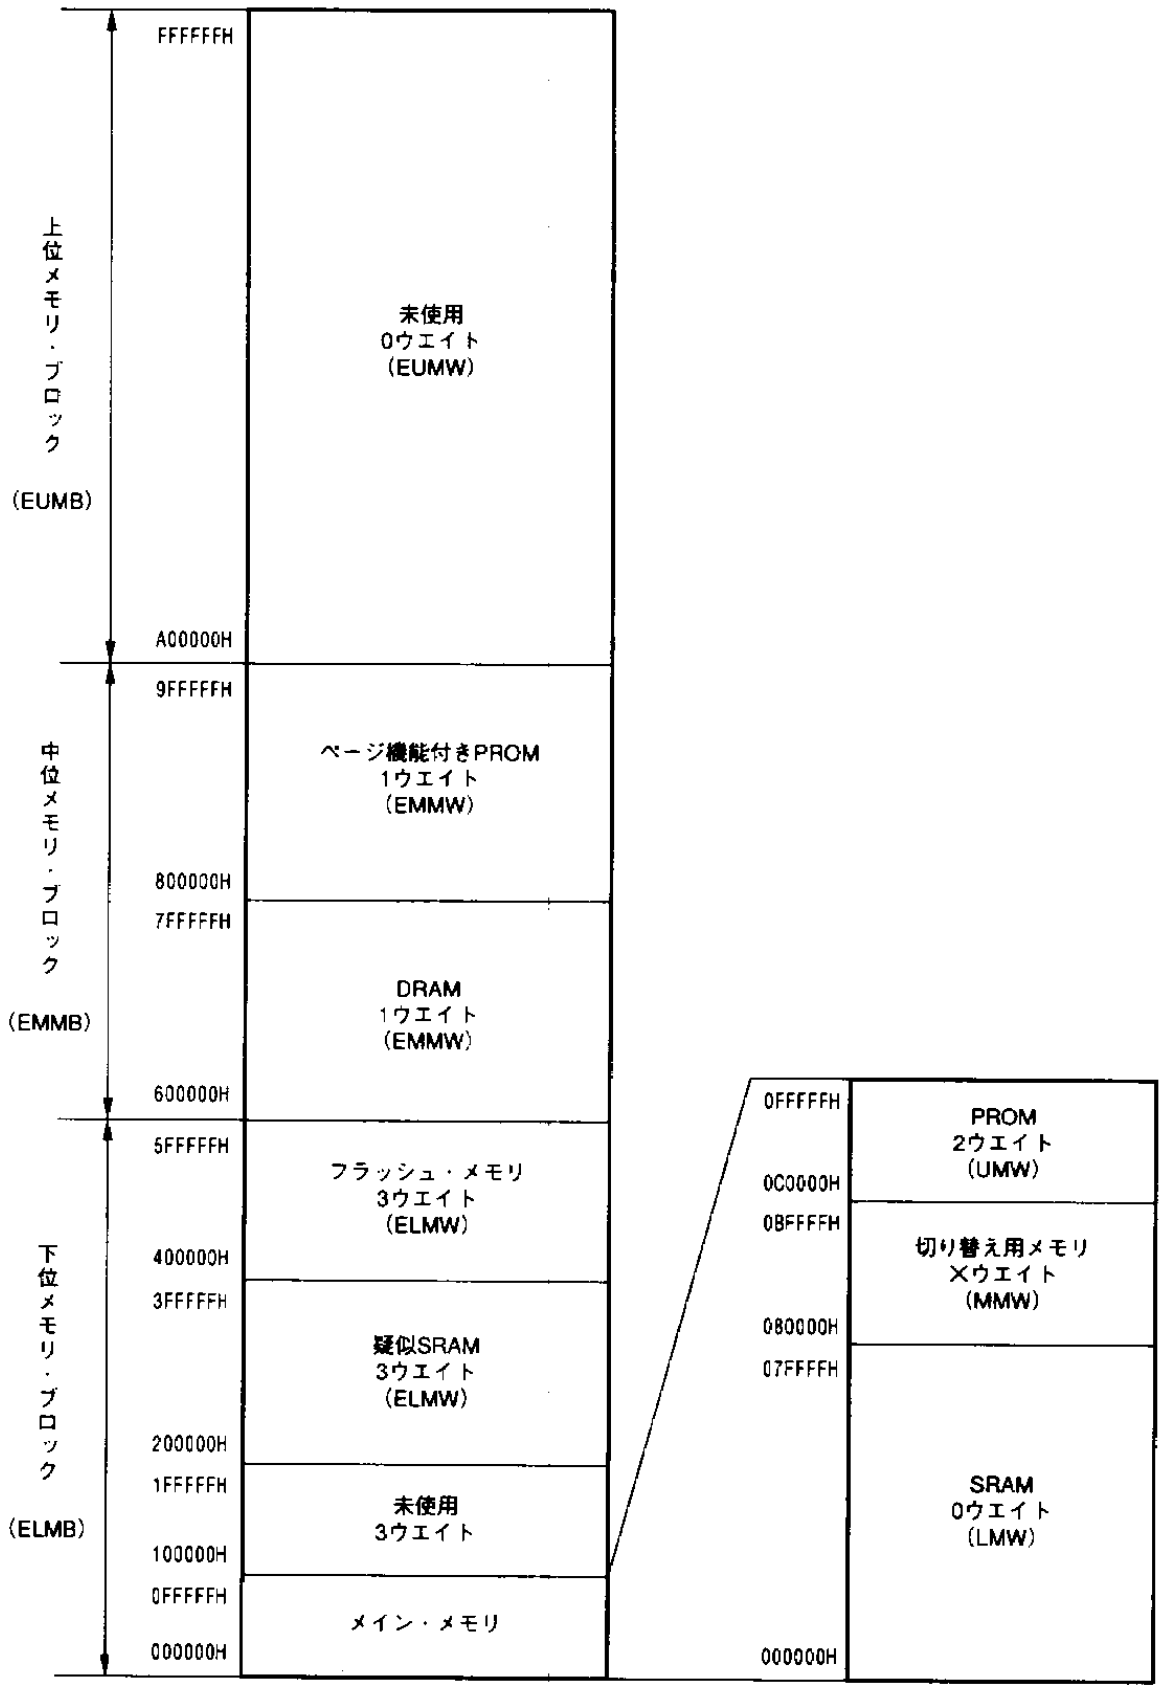 FFFFFFH
上位メモリ・ブロック
(EUMB)
未使用
0ウエイト
(EUMW)
A00000H
9FFFFFH
中位メモリ・ブロック
(EMMB)
ページ機能付きPROM
1ウエイト
(EMMW)
800000H
7FFFFFH
DRAM
1ウエイト
(EMMW)
600000H
5FFFFFH
下位メモリ・ブロック
(ELMB)
フラッシュ・メモリ
3ウエイト
(ELMW)
400000H
3FFFFFH
疑似SRAM
3ウエイト
(ELMW)
200000H
1FFFFFH
未使用
3ウエイト
100000H
0FFFFFH
メイン・メモリ
000000H
0FFFFFH
PROM
2ウエイト
(UMW)
0C0000H
0BFFFFH
切り替え用メモリ
Xウエイト
(MMW)
080000H
07FFFFH
SRAM
0ウエイト
(LMW)
000000H